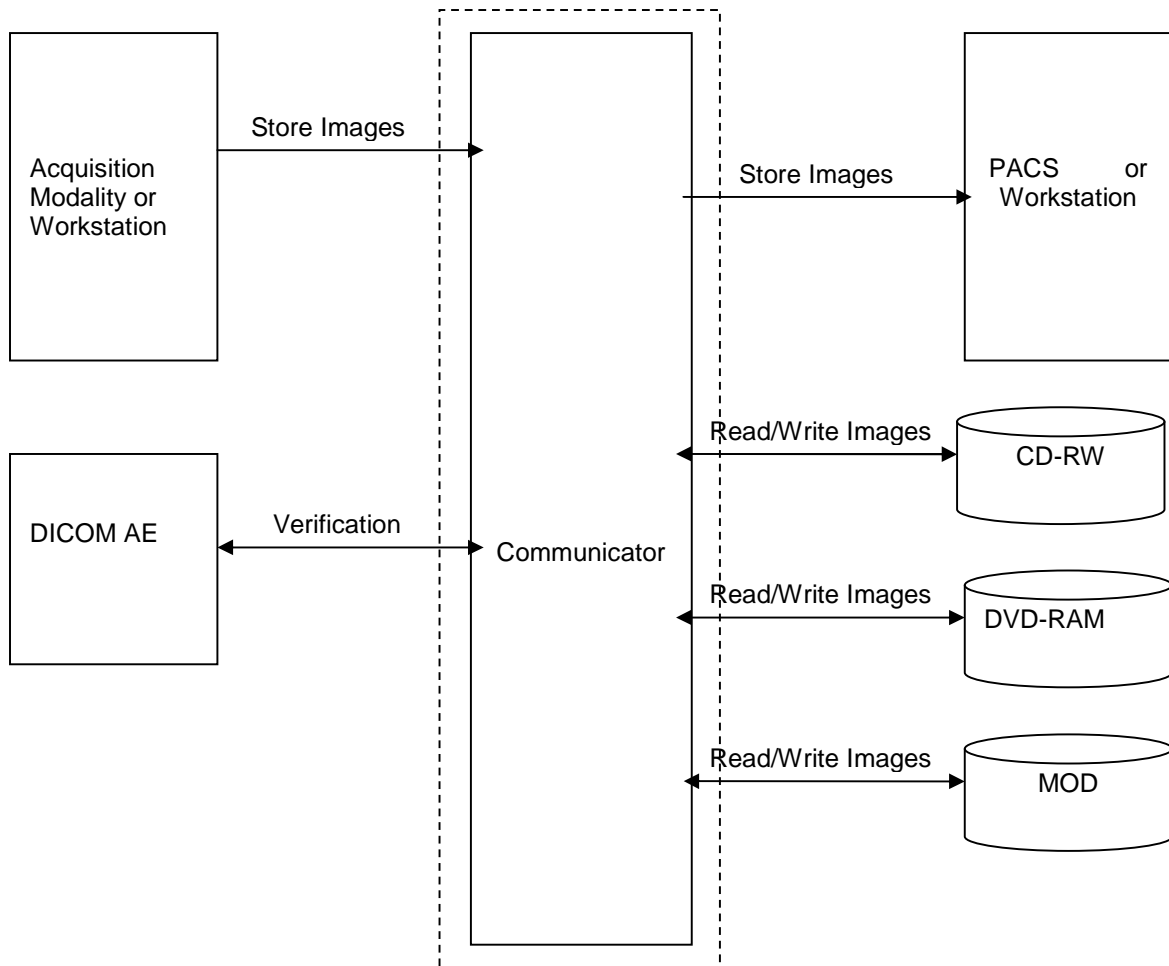 Store Images
Acquisition
Modality or
Workstation
Store Images
PACS or
Workstation
Read/Write Images
CD-RW
DICOM AE
Verification
Communicator
Read/Write Images
DVD-RAM
Read/Write Images
MOD